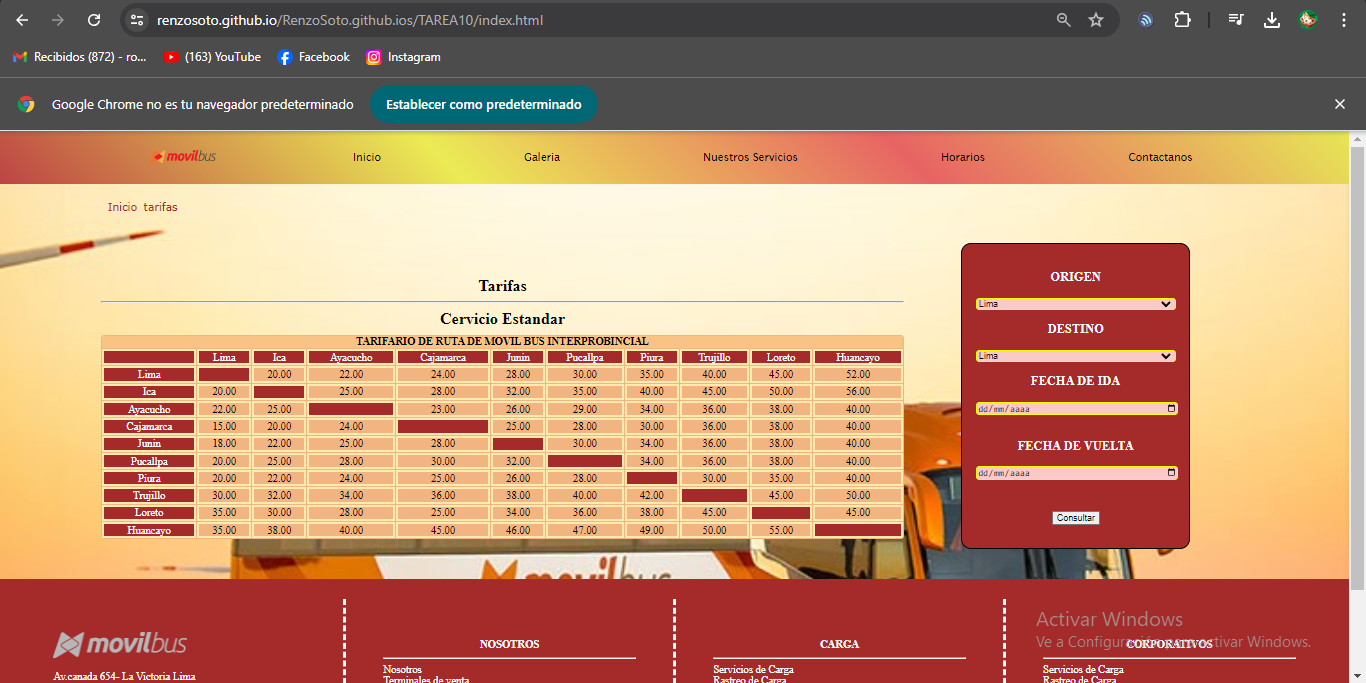 renzosoto.github.io/RenzoSoto.github.ios/TAREA10/index.html
Recibidos (872) - ro... (163) YouTube Facebook Instagram
Google Chrome no es tu navegador predeterminado Establecer como predeterminado
movilbus Inicio Galeria Nuestros Servicios Horarios Contactanos
Inicio tarifas
Tarifas
Cervicio Estandar
TARIFARIO DE RUTA DE MOVIL BUS INTERPROBINCIAL
Lima Ica Ayacucho Cajamarca Junin Pucallpa Piura Trujillo Loreto Huancayo
Lima 20.00 22.00 24.00 28.00 30.00 35.00 40.00 45.00 52.00
Ica 20.00 25.00 28.00 32.00 35.00 40.00 45.00 50.00 56.00
Ayacucho 22.00 25.00 23.00 26.00 29.00 34.00 36.00 38.00 40.00
Cajamarca 15.00 20.00 24.00 25.00 28.00 30.00 36.00 38.00 40.00
Junin 18.00 22.00 25.00 28.00 30.00 34.00 36.00 38.00 40.00
Pucallpa 20.00 25.00 28.00 30.00 32.00 34.00 36.00 38.00 40.00
Piura 20.00 22.00 24.00 25.00 26.00 28.00 30.00 35.00 40.00
Trujillo 30.00 32.00 34.00 36.00 38.00 40.00 42.00 45.00 50.00
Loreto 35.00 30.00 28.00 25.00 34.00 36.00 38.00 45.00 45.00
Huancayo 35.00 38.00 40.00 45.00 46.00 47.00 49.00 50.00 55.00
ORIGEN
Lima
DESTINO
Lima
FECHA DE IDA
dd/mm/aaaa
FECHA DE VUELTA
dd/mm/aaaa
Consultar
movilbus
movilbus
Av.canada 654- La Victoria Lima
NOSOTROS
Nosotros
Terminales de venta
CARGA
Servicios de Carga
Rastreo de Carga
Activar Windows
Ve a Configuración para activar Windows.
CORPORATIVOS
Servicios de Carga
Rastreo de Carga